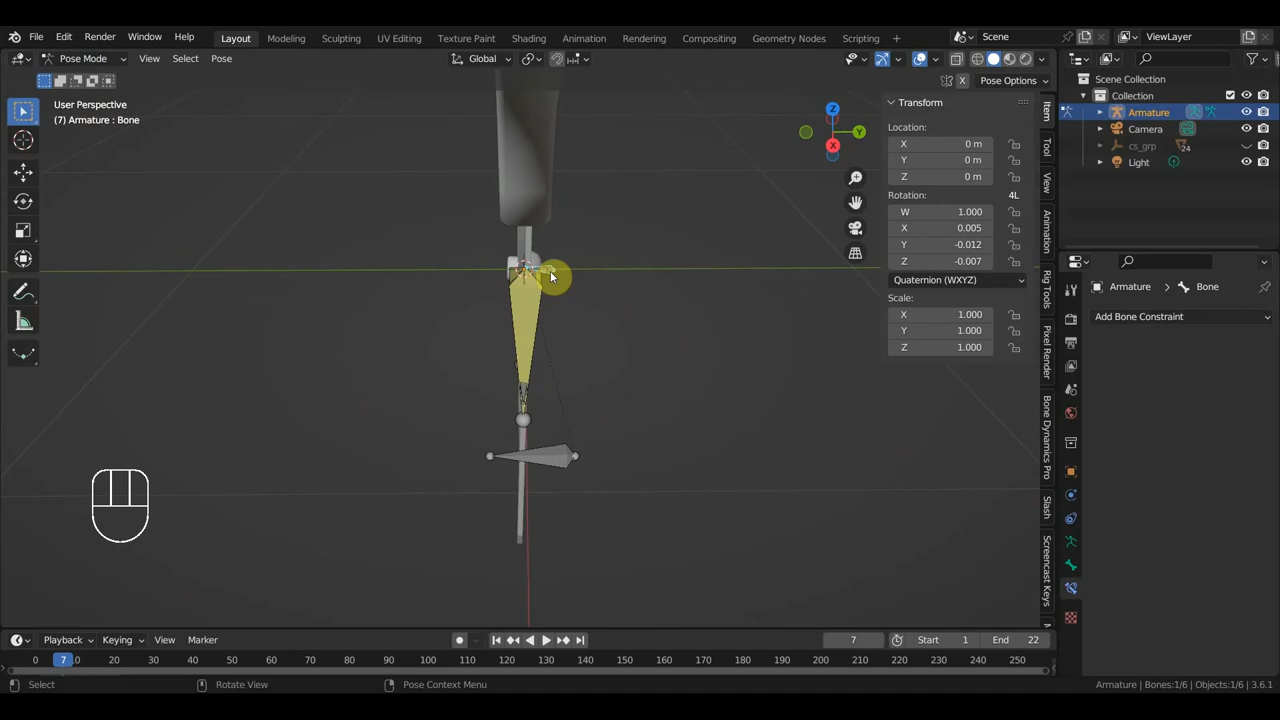 File Edit Render Window Help Layout Modeling Sculpting UV Editing Texture Paint Shading Animation Rendering Compositing Geometry Nodes Scripting + Scene ViewLayer
Pose Mode View Select Pose Global
X Pose Options
User Perspective
(7) Armature : Bone
Transform
Location:
X 0 m
Y 0 m
Z 0 m
Rotation: 4L
W 1.000
X 0.005
Y -0.012
Z -0.007
Quaternion (WXYZ)
Scale:
X 1.000
Y 1.000
Z 1.000
Z
Y
X
Item
Tool
View
Animation
Rig Tools
Pixel Render
Bone Dynamics Pro
Slash
Screencast Keys
Scene Collection
Collection
Armature
Camera
cs_grp 24
Light
Armature > Bone
Add Bone Constraint
Playback Keying View Marker 7 Start 1 End 22
0 7 10 20 30 40 50 60 70 80 90 100 110 120 130 140 150 160 170 180 190 200 210 220 230 240 250
Select Rotate View Pose Context Menu Armature | Bones:1/6 | Objects:1/6 | 3.6.1